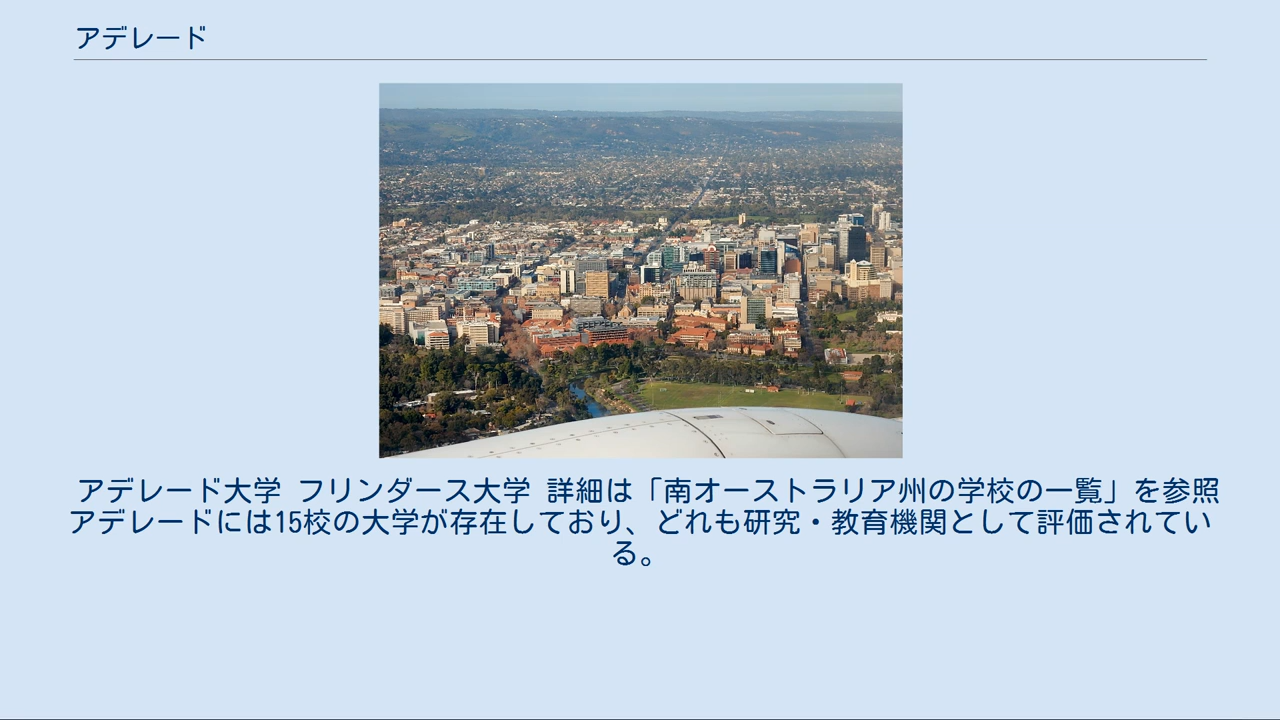 アデレード
アデレード大学 フリンダース大学 詳細は「南オーストラリア州の学校の一覧」を参照
アデレードには15校の大学が存在しており、どれも研究・教育機関として評価されてい
る。